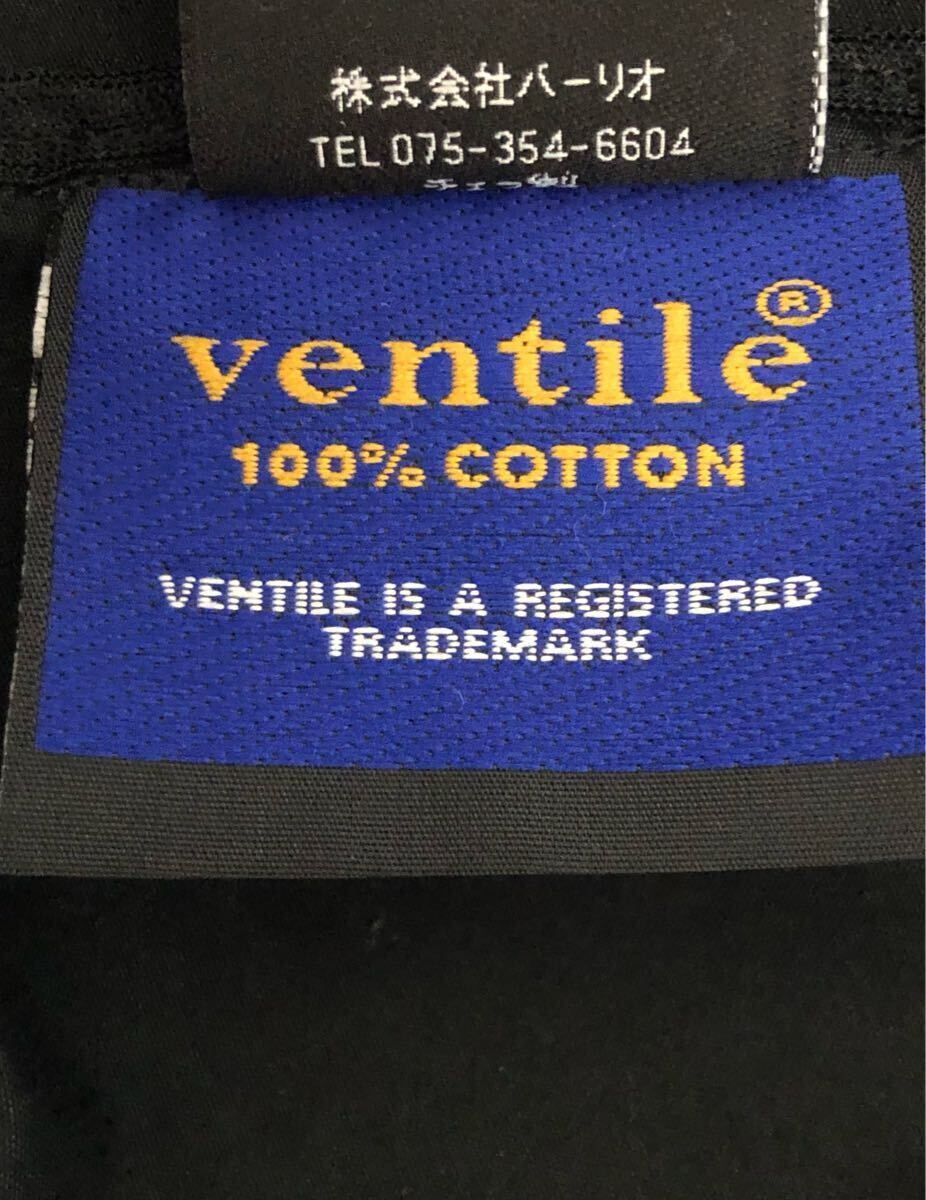 株式会社バーリオ
TEL 075-354-6604
ventile®
100% COTTON
VENTILE IS A REGISTERED
TRADEMARK